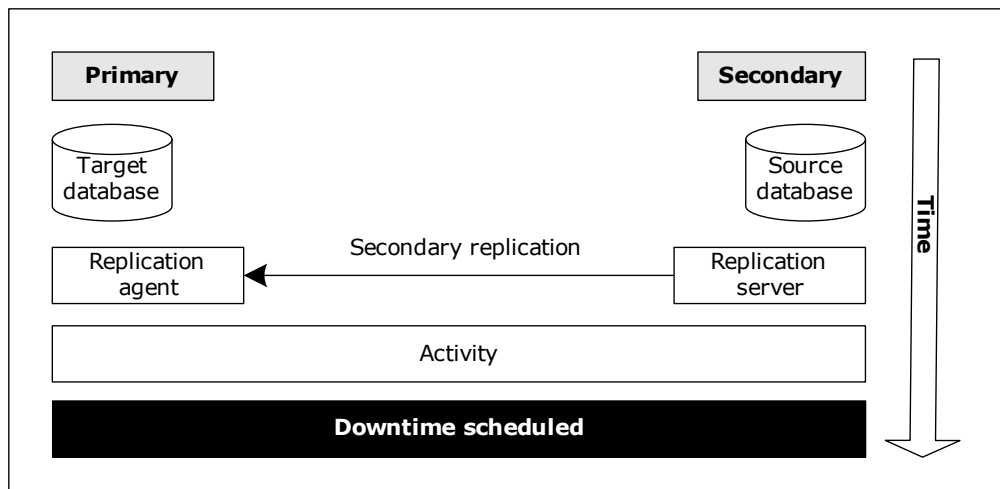 Primary
Secondary
Target
database
Source
database
Time
Secondary replication
Replication
agent
Replication
server
Activity
Downtime scheduled